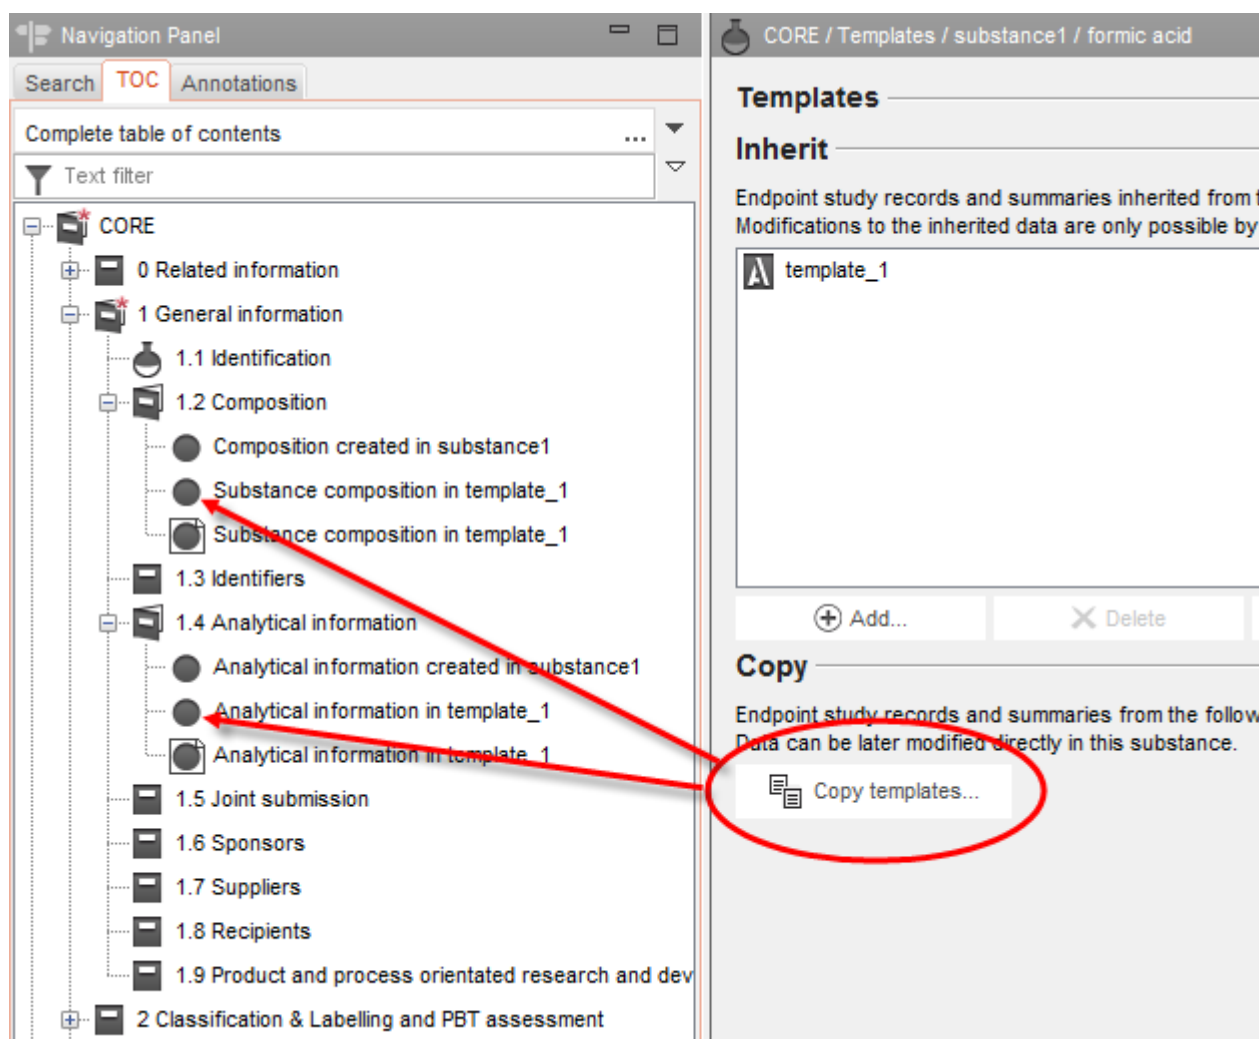 Navigation Panel
Search TOC Annotations
Complete table of contents ...
Text filter
CORE
0 Related information
1 General information
1.1 Identification
1.2 Composition
Composition created in substance1
Substance composition in template_1
Substance composition in template_1
1.3 Identifiers
1.4 Analytical information
Analytical information created in substance1
Analytical information in template_1
Analytical information in template_1
1.5 Joint submission
1.6 Sponsors
1.7 Suppliers
1.8 Recipients
1.9 Product and process orientated research and dev
2 Classification & Labelling and PBT assessment
CORE / Templates / substance1 / formic acid
Templates
Inherit
Endpoint study records and summaries inherited from
Modifications to the inherited data are only possible by
template_1
Add... Delete
Copy
Endpoint study records and summaries from the follow
Data can be later modified directly in this substance.
Copy templates...